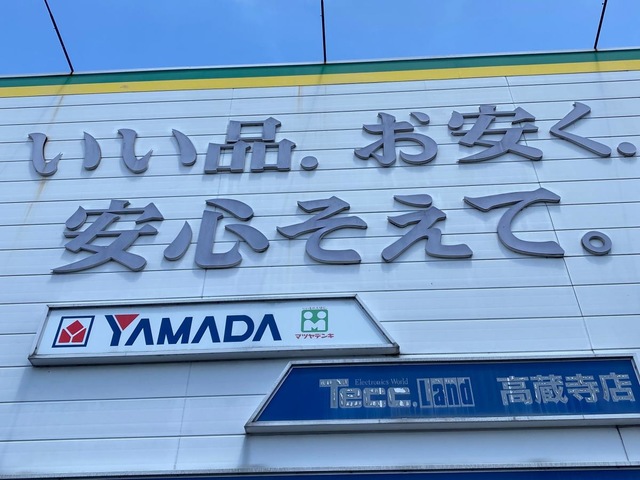 いい品.お安く.
安心そえて。
YAMADA
マツヤデンキ
Electronics World
Tecc.Land 高蔵寺店